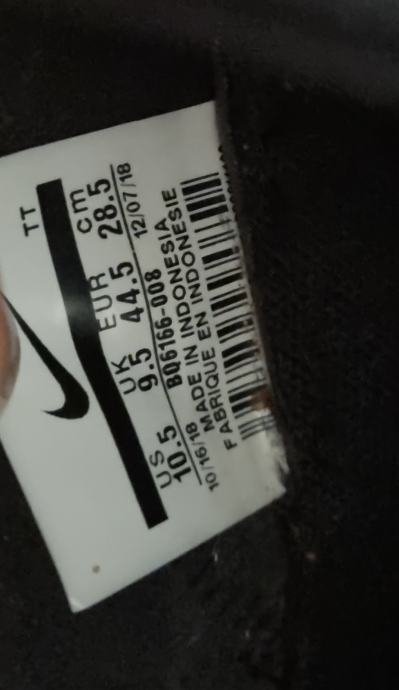 TT
US UK EUR cm
10.5 9.5 44.5 28.5
BQ6166-008
10/16/18 12/07/18
MADE IN INDONESIA
FABRIQUE EN INDONESIE